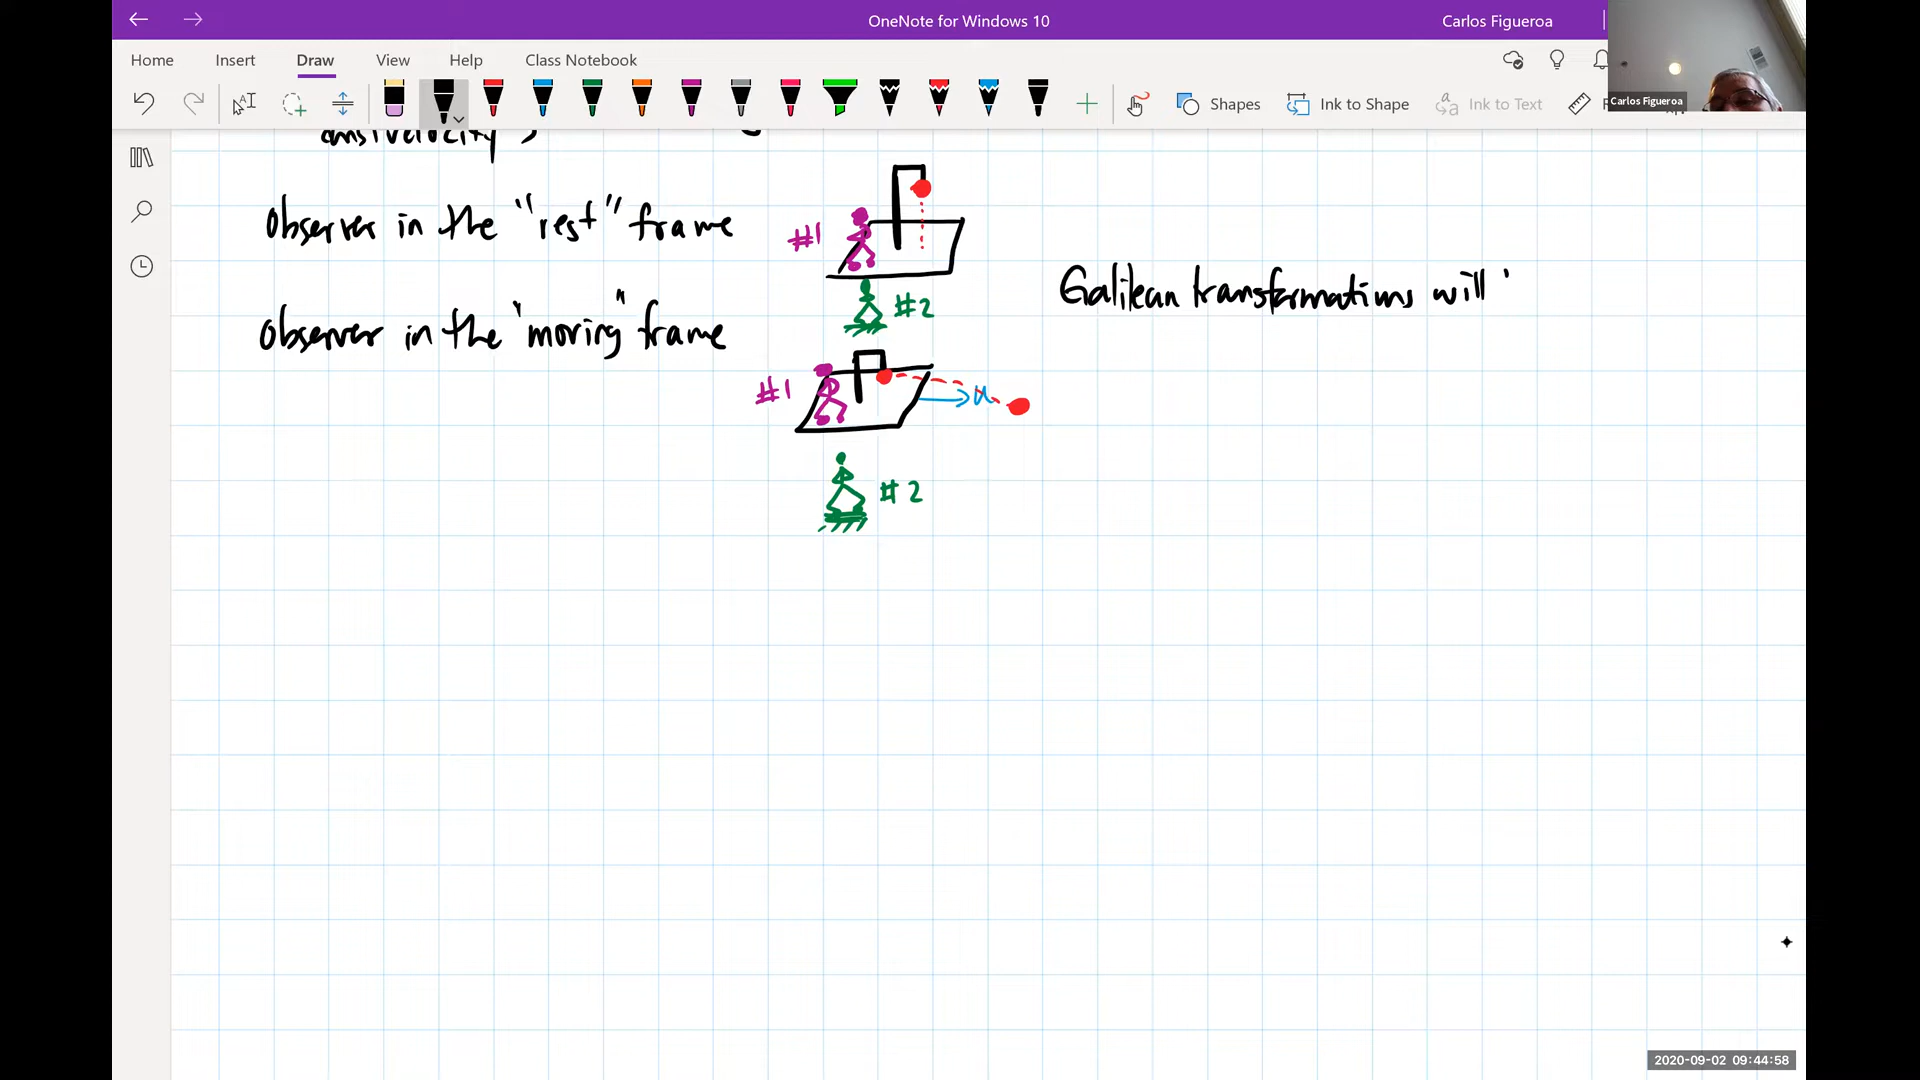 OneNote for Windows 10
Carlos Figueroa
Home Insert Draw View Help Class Notebook
Shapes Ink to Shape Ink to Text
Carlos Figueroa
const velocity
observer in the "rest" frame
#1
#2
Galilean transformations will
observer in the "moving" frame
#1
u
#2
2020-09-02 09:44:58